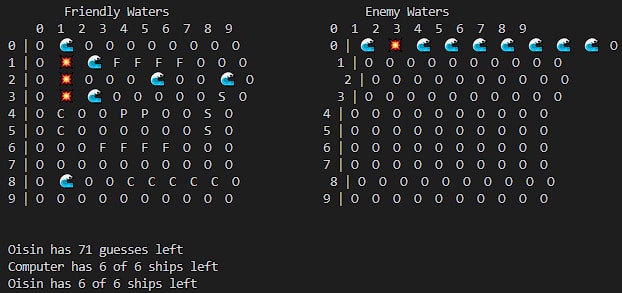 Friendly Waters Enemy Waters
0 1 2 3 4 5 6 7 8 9 0 1 2 3 4 5 6 7 8 9
0 | O 🌊 O O O O O O O O 0 | 🌊 💥 🌊 🌊 🌊 🌊 🌊 🌊 🌊 O
1 | O 💥 🌊 F F F F O O O 1 | O O O O O O O O O O
2 | O 💥 O O O O 🌊 O 🌊 O 2 | O O O O O O O O O O
3 | O 💥 🌊 O O O O O S O 3 | O O O O O O O O O O
4 | O C O O P P O O S O 4 | O O O O O O O O O O
5 | O C O O O O O O S O 5 | O O O O O O O O O O
6 | O O O F F F F O O O 6 | O O O O O O O O O O
7 | O O O O O O O O O O 7 | O O O O O O O O O O
8 | O 🌊 O O C C C C C O 8 | O O O O O O O O O O
9 | O O O O O O O O O O 9 | O O O O O O O O O O
Oisin has 71 guesses left
Computer has 6 of 6 ships left
Oisin has 6 of 6 ships left